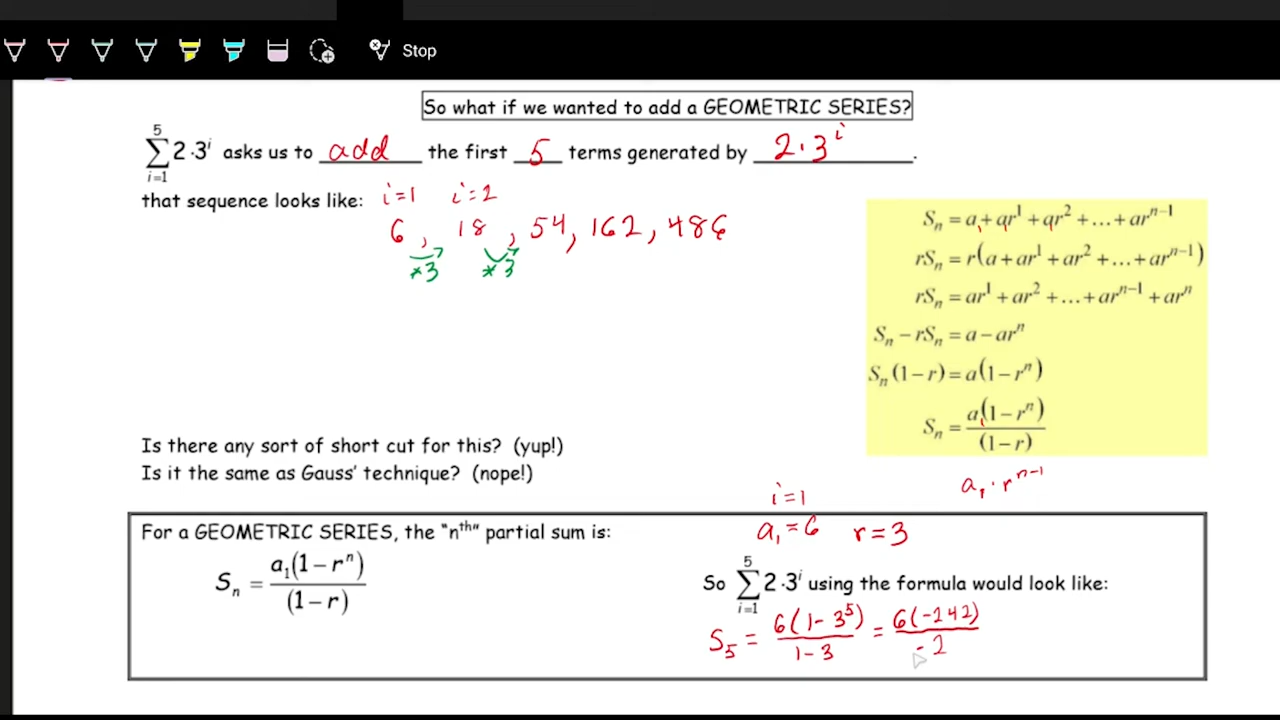 Stop
So what if we wanted to add a GEOMETRIC SERIES?
5
∑ 2·3^i asks us to add the first 5 terms generated by 2·3^i.
i=1
that sequence looks like: i=1 i=2
6, 18, 54, 162, 486
*3 *3
S_n = a_1 + ar^1 + ar^2 + … + ar^{n−1}
rS_n = r(a + ar^1 + ar^2 + … + ar^{n−1})
rS_n = ar^1 + ar^2 + … + ar^{n−1} + ar^n
S_n − rS_n = a − ar^n
S_n(1−r) = a(1−r^n)
S_n = a_1(1−r^n) / (1−r)
a_1 · r^{n−1}
Is there any sort of short cut for this? (yup!)
Is it the same as Gauss' technique? (nope!)
For a GEOMETRIC SERIES, the "n^th" partial sum is:
S_n = a_1(1−r^n) / (1−r)
i=1
a_1 = 6 r = 3
5
So ∑ 2·3^i using the formula would look like:
i=1
S_5 = 6(1−3^5) / 1−3 = 6(−242) / −2